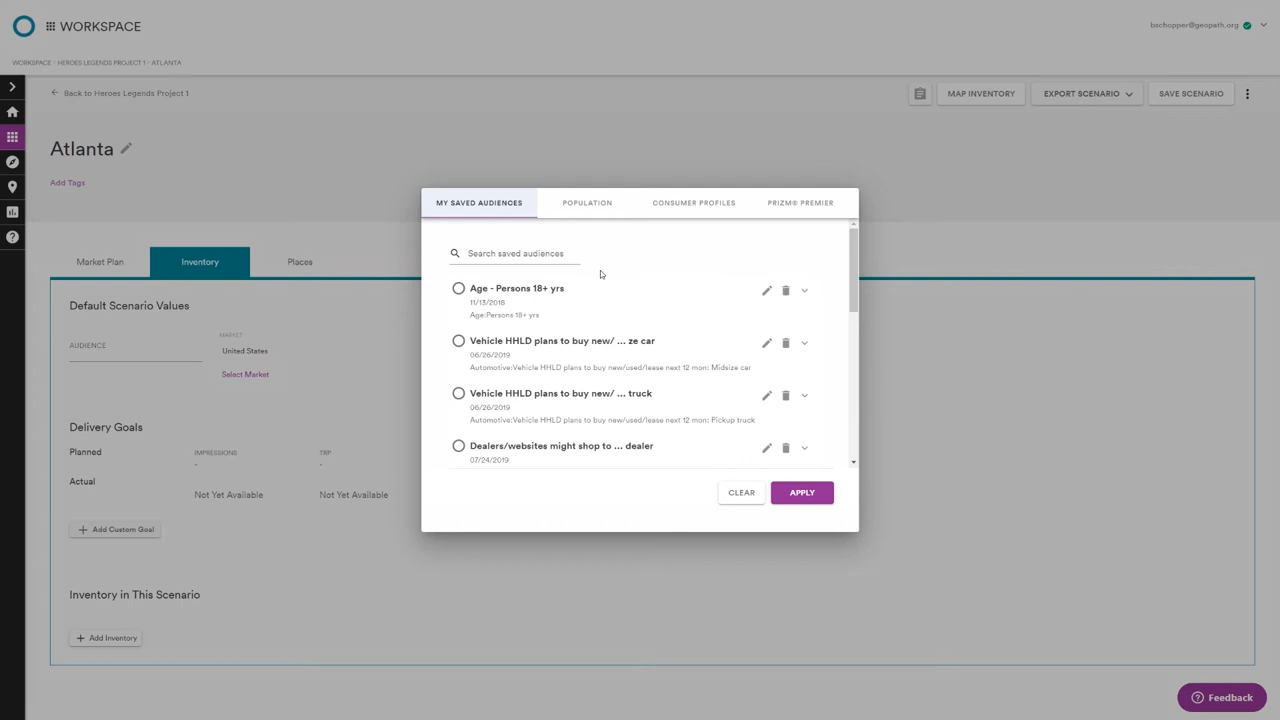 WORKSPACE
bschopper@geopath.org
WORKSPACE > HEROES LEGENDS PROJECT 1 > ATLANTA
Back to Heroes Legends Project 1
MAP INVENTORY
EXPORT SCENARIO
SAVE SCENARIO
Atlanta
Add Tags
MY SAVED AUDIENCES
POPULATION
CONSUMER PROFILES
PRIZM® PREMIER
Search saved audiences
Age - Persons 18+ yrs
11/13/2018
Age:Persons 18+ yrs
Vehicle HHLD plans to buy new/ ... ze car
06/26/2019
Automotive:Vehicle HHLD plans to buy new/used/lease next 12 mon: Midsize car
Vehicle HHLD plans to buy new/ ... truck
06/26/2019
Automotive:Vehicle HHLD plans to buy new/used/lease next 12 mon: Pickup truck
Dealers/websites might shop to ... dealer
07/24/2019
CLEAR
APPLY
Market Plan
Inventory
Places
Default Scenario Values
AUDIENCE
MARKET
United States
Select Market
Delivery Goals
Planned
IMPRESSIONS
-
TRP
-
Actual
Not Yet Available
Not Yet Available
+ Add Custom Goal
Inventory in This Scenario
+ Add Inventory
Feedback